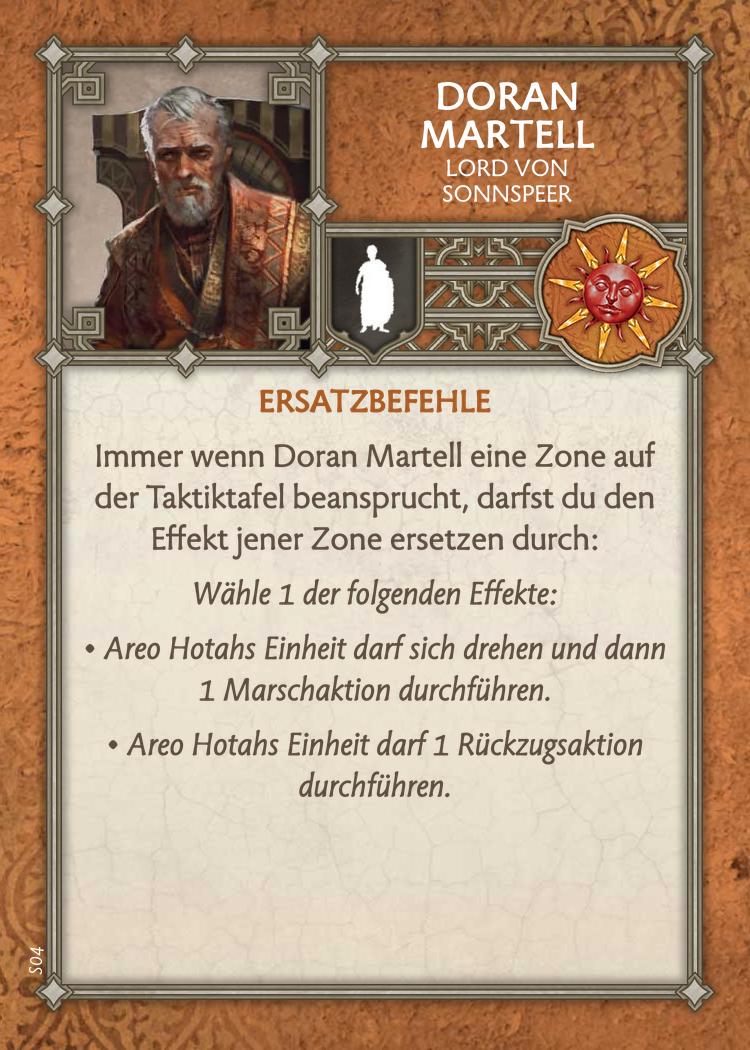 DORAN
MARTELL
LORD VON
SONNSPEER
ERSATZBEFEHLE
Immer wenn Doran Martell eine Zone auf
der Taktiktafel beansprucht, darfst du den
Effekt jener Zone ersetzen durch:
Wähle 1 der folgenden Effekte:
• Areo Hotahs Einheit darf sich drehen und dann
1 Marschaktion durchführen.
• Areo Hotahs Einheit darf 1 Rückzugsaktion
durchführen.
S04